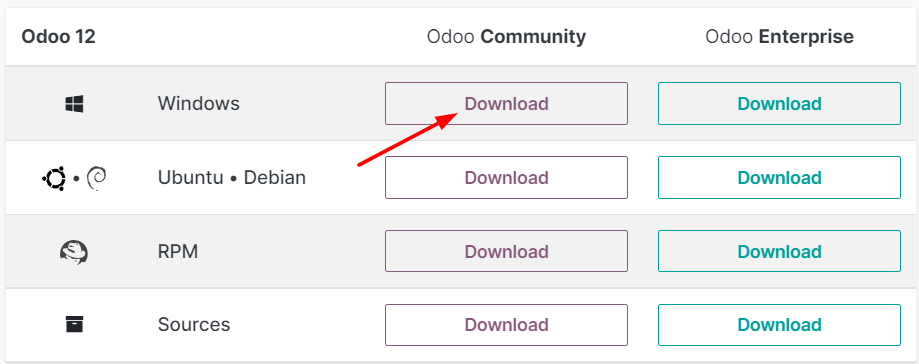 Odoo 12 Odoo Community Odoo Enterprise
Windows Download Download
Ubuntu • Debian Download Download
RPM Download Download
Sources Download Download